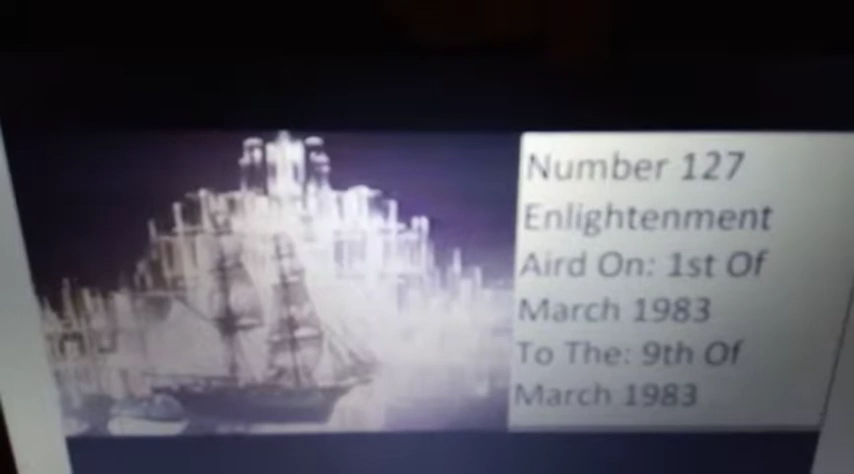 Number 127
Enlightenment
Aird On: 1st Of
March 1983
To The: 9th Of
March 1983